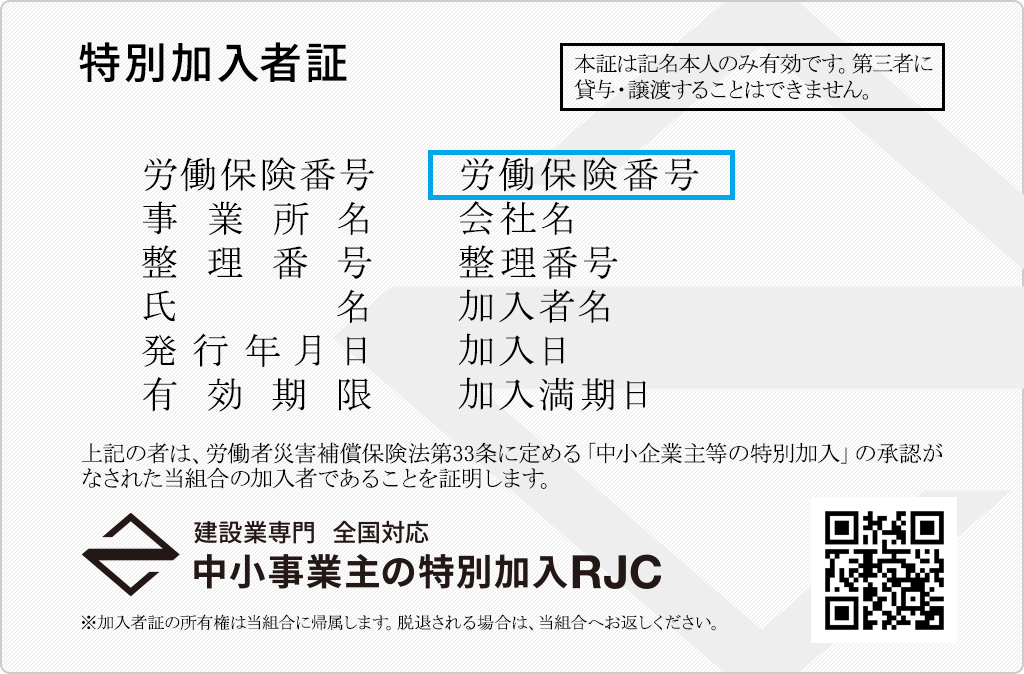 特別加入者証
本証は記名本人のみ有効です。第三者に
貸与・譲渡することはできません。
労働保険番号 労働保険番号
事業所名 会社名
整理番号 整理番号
氏名 加入者名
発行年月日 加入日
有効期限 加入満期日
上記の者は、労働者災害補償保険法第33条に定める「中小企業主等の特別加入」の承認が
なされた当組合の加入者であることを証明します。
建設業専門 全国対応
中小事業主の特別加入RJC
※加入者証の所有権は当組合に帰属します。脱退される場合は、当組合へお返しください。